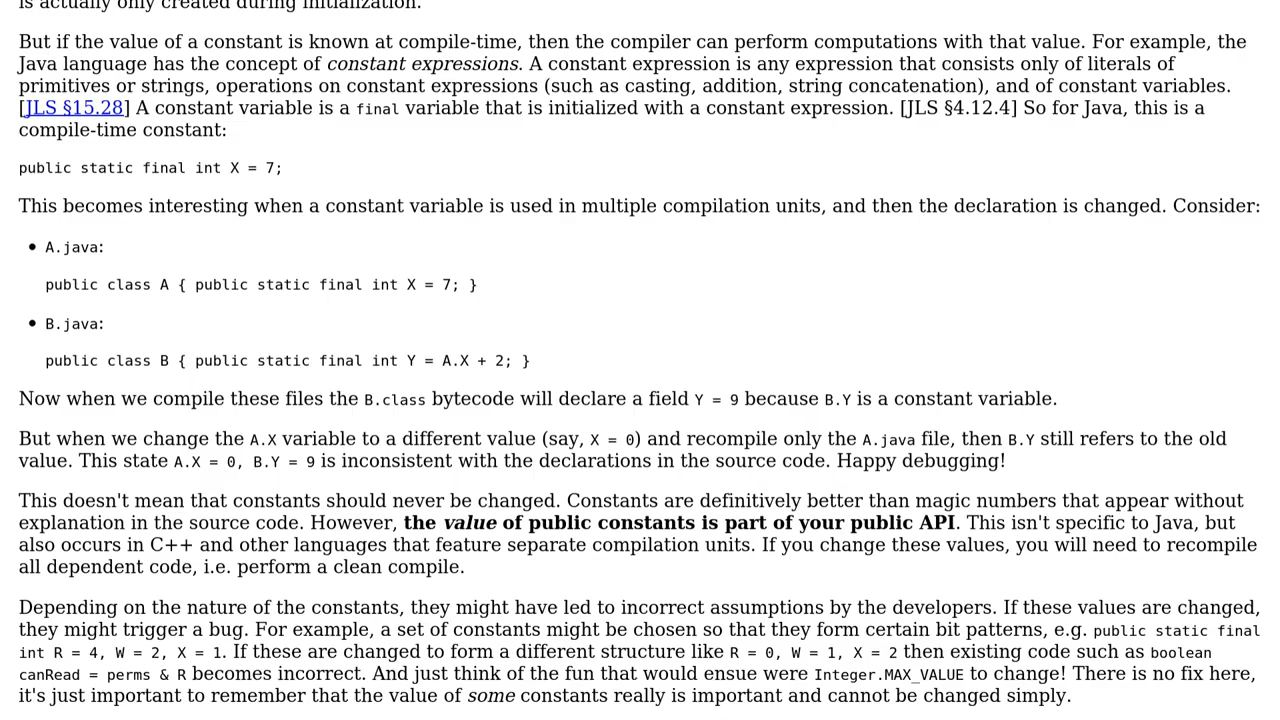 is actually only created during initialization.
But if the value of a constant is known at compile-time, then the compiler can perform computations with that value. For example, the
Java language has the concept of constant expressions. A constant expression is any expression that consists only of literals of
primitives or strings, operations on constant expressions (such as casting, addition, string concatenation), and of constant variables.
[JLS §15.28] A constant variable is a final variable that is initialized with a constant expression. [JLS §4.12.4] So for Java, this is a
compile-time constant:
public static final int X = 7;
This becomes interesting when a constant variable is used in multiple compilation units, and then the declaration is changed. Consider:
• A.java:
public class A { public static final int X = 7; }
• B.java:
public class B { public static final int Y = A.X + 2; }
Now when we compile these files the B.class bytecode will declare a field Y = 9 because B.Y is a constant variable.
But when we change the A.X variable to a different value (say, X = 0) and recompile only the A.java file, then B.Y still refers to the old
value. This state A.X = 0, B.Y = 9 is inconsistent with the declarations in the source code. Happy debugging!
This doesn't mean that constants should never be changed. Constants are definitively better than magic numbers that appear without
explanation in the source code. However, the value of public constants is part of your public API. This isn't specific to Java, but
also occurs in C++ and other languages that feature separate compilation units. If you change these values, you will need to recompile
all dependent code, i.e. perform a clean compile.
Depending on the nature of the constants, they might have led to incorrect assumptions by the developers. If these values are changed,
they might trigger a bug. For example, a set of constants might be chosen so that they form certain bit patterns, e.g. public static final
int R = 4, W = 2, X = 1. If these are changed to form a different structure like R = 0, W = 1, X = 2 then existing code such as boolean
canRead = perms & R becomes incorrect. And just think of the fun that would ensue were Integer.MAX_VALUE to change! There is no fix here,
it's just important to remember that the value of some constants really is important and cannot be changed simply.